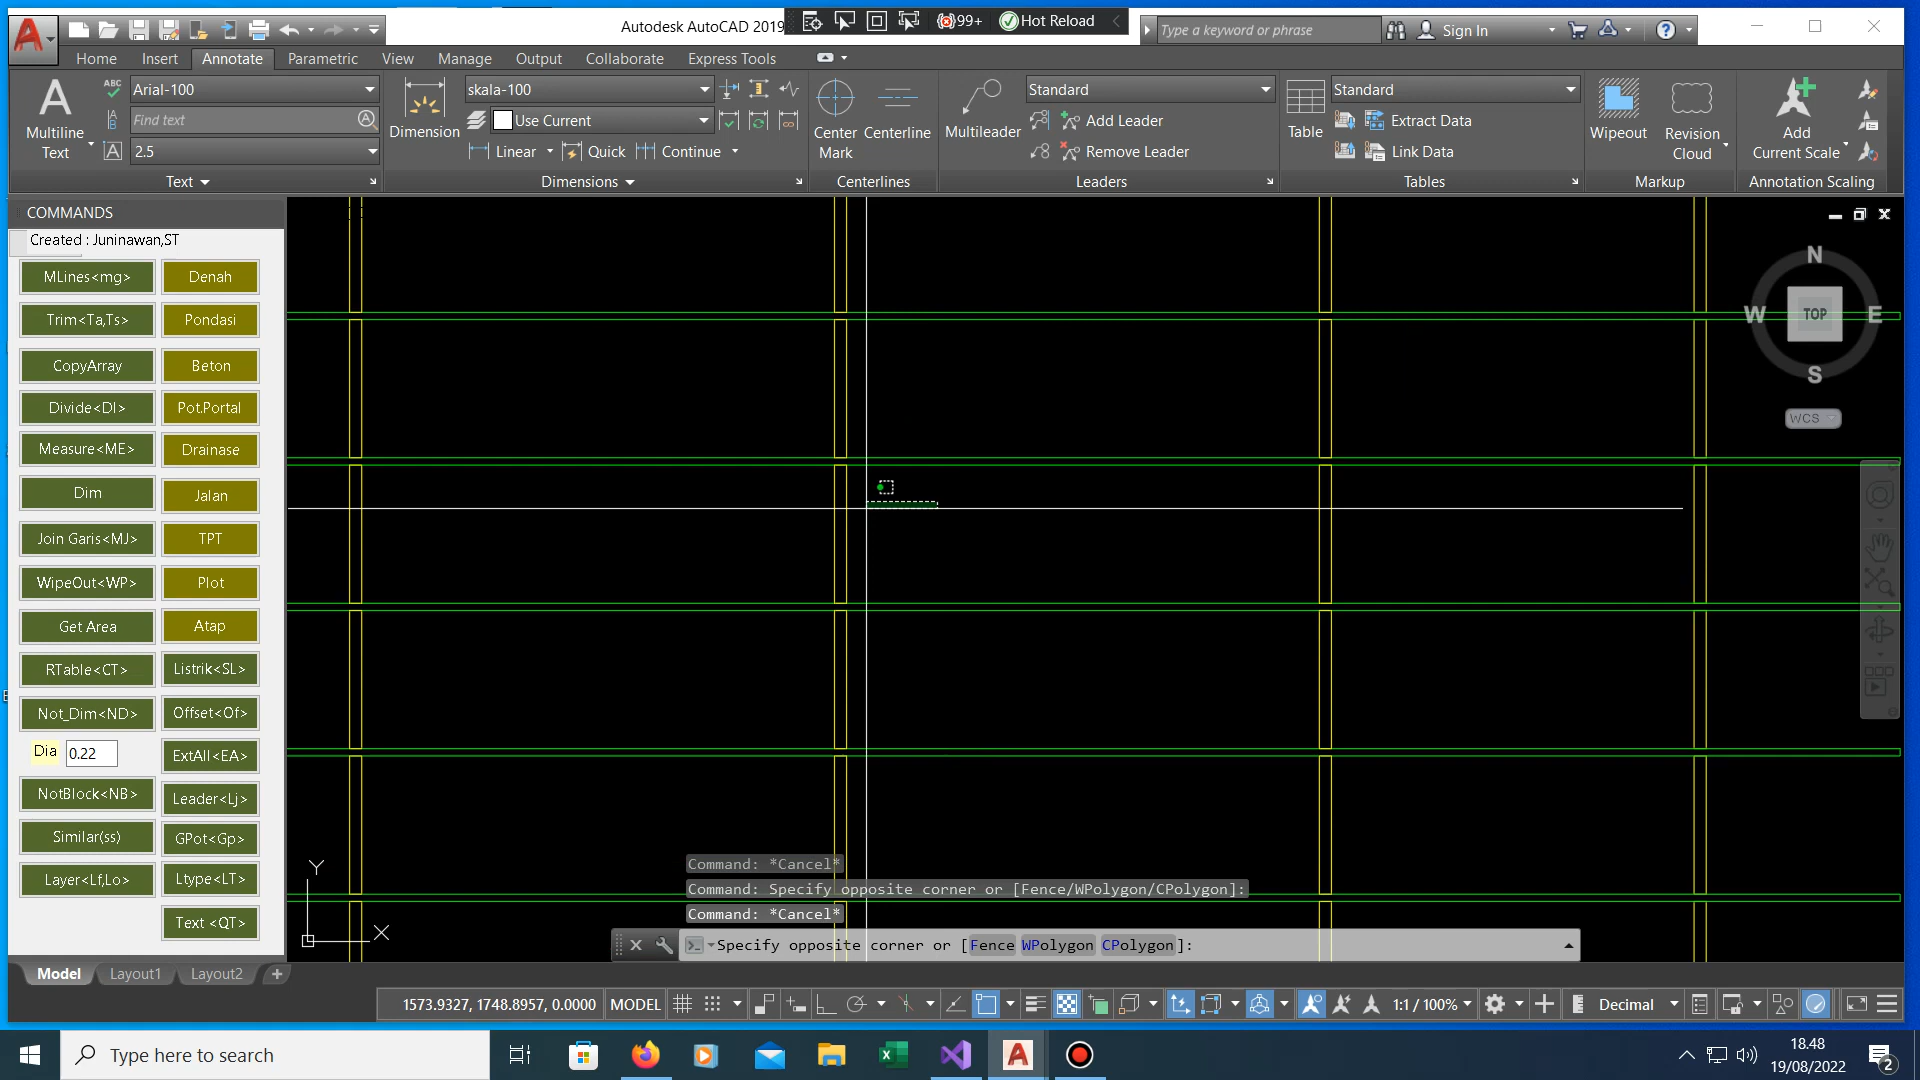 Autodesk AutoCAD 2019
99+
Hot Reload
Type a keyword or phrase
Sign In
Home
Insert
Annotate
Parametric
View
Manage
Output
Collaborate
Express Tools
Multiline
Text
ABC
Arial-100
Find text
2.5
Text
Dimension
skala-100
Use Current
Linear
Quick
Continue
Dimensions
Center
Mark
Centerline
Centerlines
Multileader
Standard
Add Leader
Remove Leader
Leaders
Table
Standard
Extract Data
Link Data
Tables
Wipeout
Revision
Cloud
Markup
Add
Current Scale
Annotation Scaling
COMMANDS
Created : Juninawan,ST
MLines<mg>
Denah
Trim<Ta,Ts>
Pondasi
CopyArray
Beton
Divide<DI>
Pot.Portal
Measure<ME>
Drainase
Dim
Jalan
Join Garis<MJ>
TPT
WipeOut<WP>
Plot
Get Area
Atap
RTable<CT>
Listrik<SL>
Not_Dim<ND>
Offset<Of>
Dia
0.22
ExtAll<EA>
NotBlock<NB>
Leader<Lj>
Similar(ss)
GPot<Gp>
Layer<Lf,Lo>
Ltype<LT>
Text <QT>
N
W
TOP
E
S
WCS
Y
X
Command: *Cancel*
Command: Specify opposite corner or [Fence/WPolygon/CPolygon]:
Command: *Cancel*
Specify opposite corner or [Fence WPolygon CPolygon]:
Model
Layout1
Layout2
1573.9327, 1748.8957, 0.0000
MODEL
1:1 / 100%
Decimal
Type here to search
18.48
19/08/2022
2